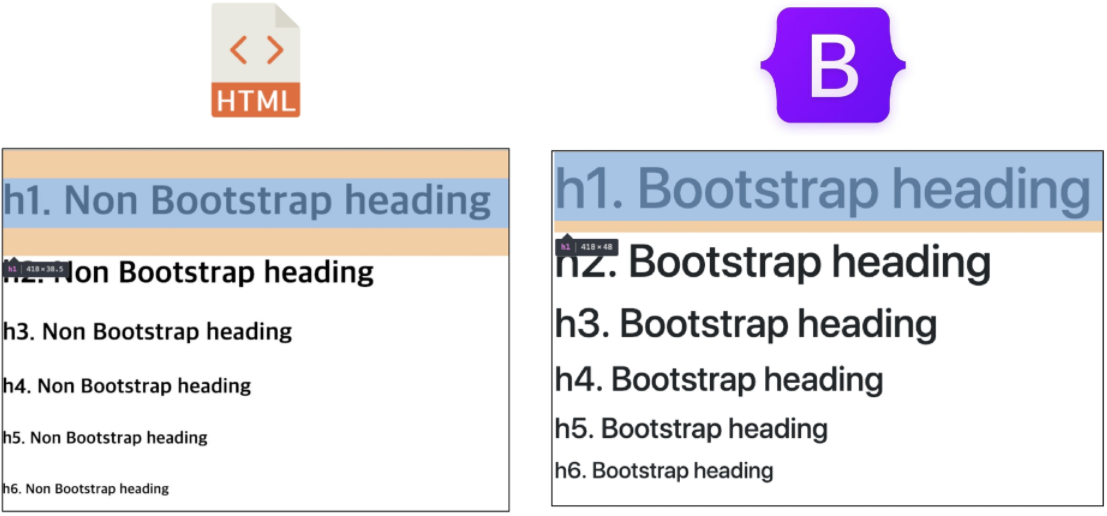 < >
HTML
B
h1. Non Bootstrap heading
h1 | 418×38.5
h2. Non Bootstrap heading
h3. Non Bootstrap heading
h4. Non Bootstrap heading
h5. Non Bootstrap heading
h6. Non Bootstrap heading
h1. Bootstrap heading
h1 | 418×48
h2. Bootstrap heading
h3. Bootstrap heading
h4. Bootstrap heading
h5. Bootstrap heading
h6. Bootstrap heading